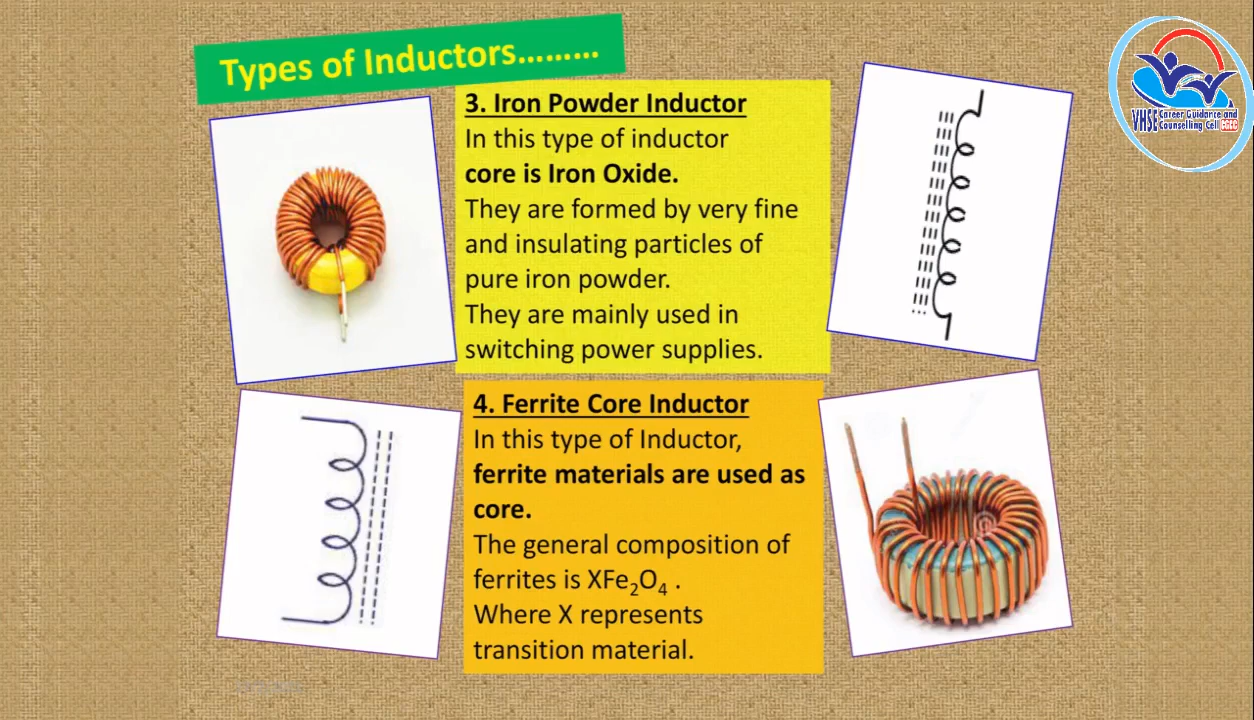 Types of Inductors.........
3. Iron Powder Inductor
In this type of inductor
core is Iron Oxide.
They are formed by very fine
and insulating particles of
pure iron powder.
They are mainly used in
switching power supplies.
4. Ferrite Core Inductor
In this type of Inductor,
ferrite materials are used as
core.
The general composition of
ferrites is XFe₂O₄ .
Where X represents
transition material.
VHSE Career Guidance and
Counselling Cell CGCC